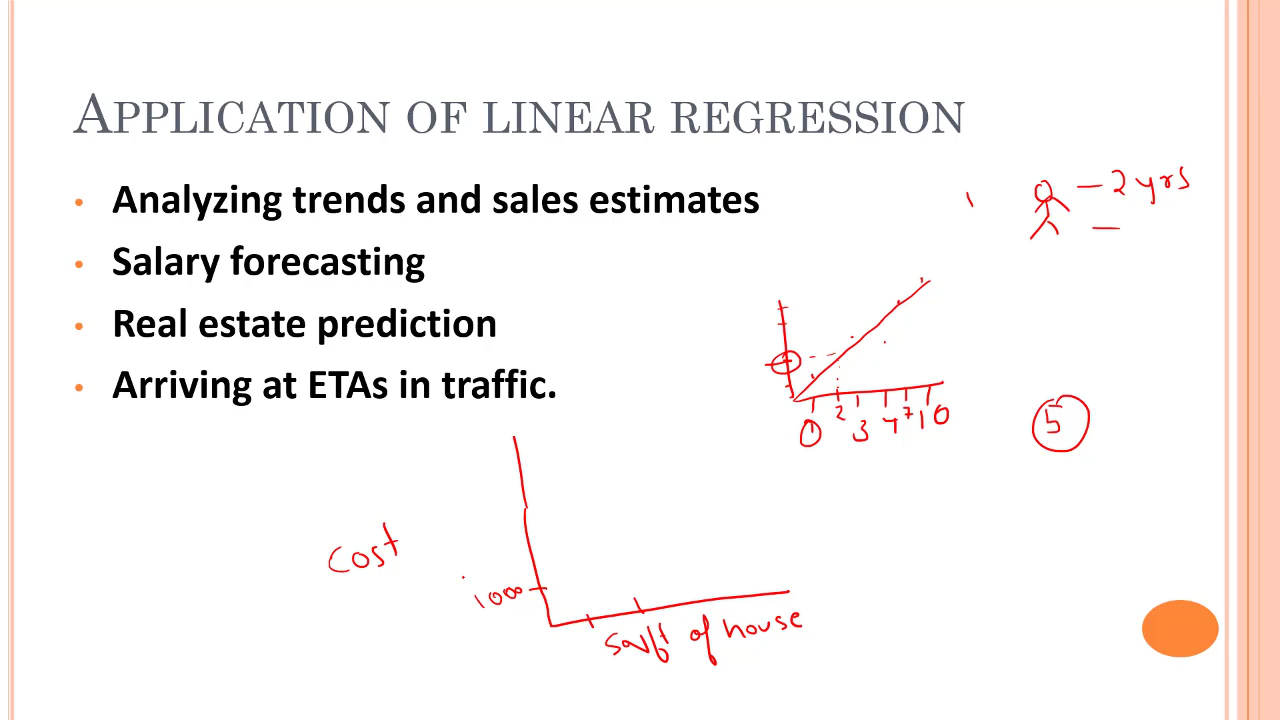 APPLICATION OF LINEAR REGRESSION
• Analyzing trends and sales estimates
• Salary forecasting
• Real estate prediction
• Arriving at ETAs in traffic.
- 2 yrs
0 2 3 4 7 10
5
Cost
1000
sqft of house